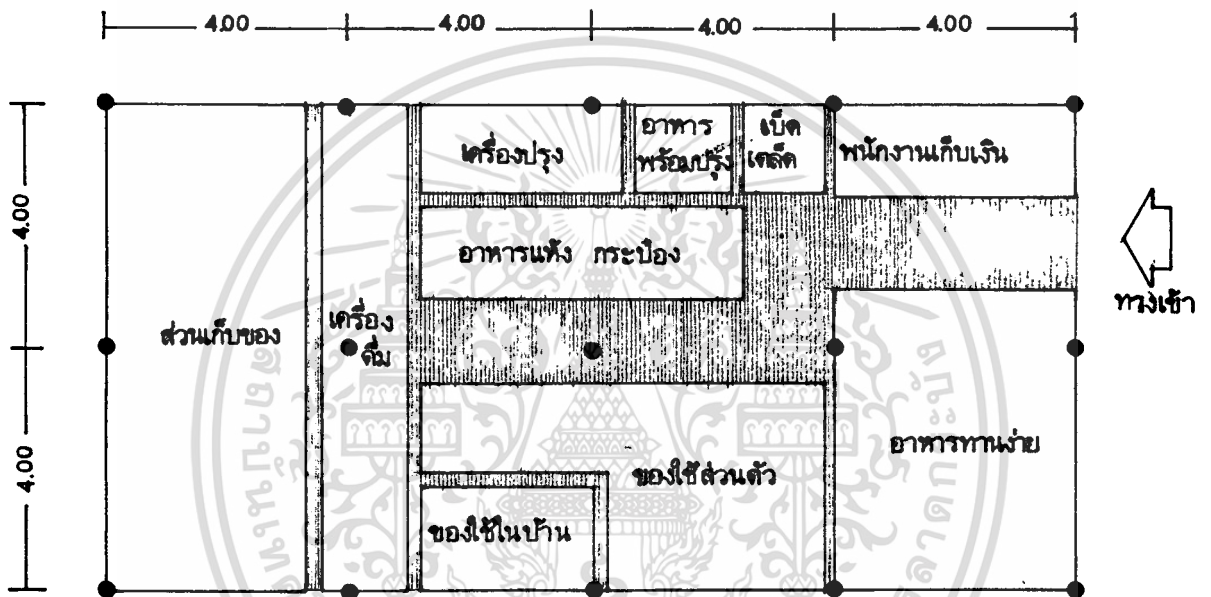 4.00 4.00 4.00 4.00
4.00
4.00
เครื่องปรุง
อาหาร
พร้อมปรุง
เบ็ด
เตล็ด
พนักงานเก็บเงิน
อาหารแห้ง กระป๋อง
ทางเข้า
ส่วนเก็บของ
เครื่อง
ดื่ม
อาหารทานง่าย
ของใช้ส่วนตัว
ของใช้ในบ้าน